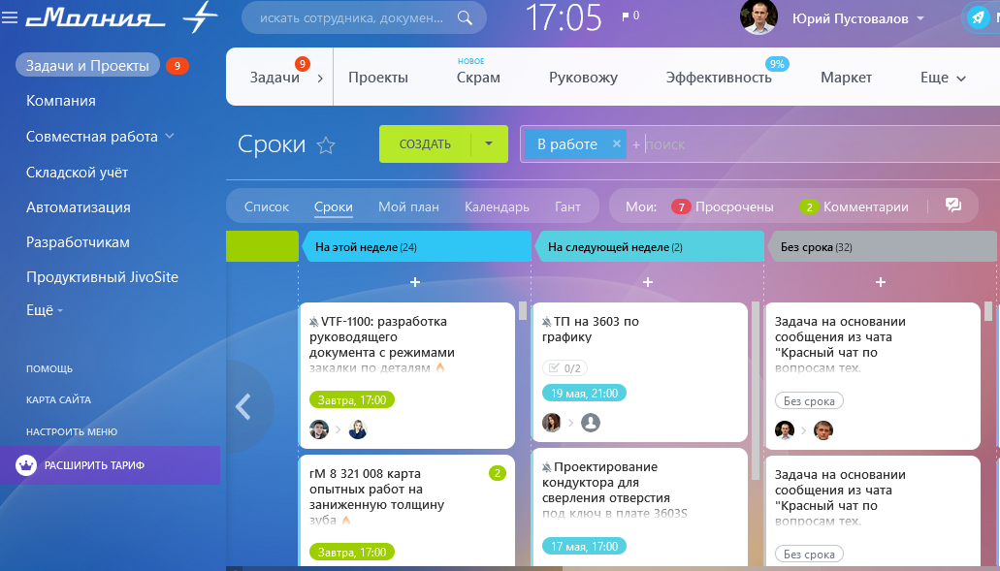 Молния
искать сотрудника, докумен...
17:05
0
Юрий Пустовалов
Задачи и Проекты 9
Компания
Совместная работа
Складской учёт
Автоматизация
Разработчикам
Продуктивный JivoSite
Ещё
ПОМОЩЬ
КАРТА САЙТА
НАСТРОИТЬ МЕНЮ
РАСШИРИТЬ ТАРИФ
Задачи 9
Проекты
НОВОЕ
Скрам
Руковожу
Эффективность 9%
Маркет
Еще
Сроки
СОЗДАТЬ
В работе × + поиск
Список
Сроки
Мой план
Календарь
Гант
Мои:
7 Просрочены
2 Комментарии
На этой неделе (24)
+
VTF-1100: разработка
руководящего
документа с режимами
закалки по деталям
Завтра, 17:00
гМ 8 321 008 карта 2
опытных работ на
заниженную толщину
зуба
Завтра, 17:00
На следующей неделе (2)
+
ТП на 3603 по
графику
0/2
19 мая, 21:00
Проектирование
кондуктора для
сверления отверстия
под ключ в плате 3603S
17 мая, 17:00
Без срока (32)
+
Задача на основании
сообщения из чата
"Красный чат по
вопросам тех.
Без срока
Задача на основании
сообщения из чата
"Красный чат по
вопросам тех.
Без срока